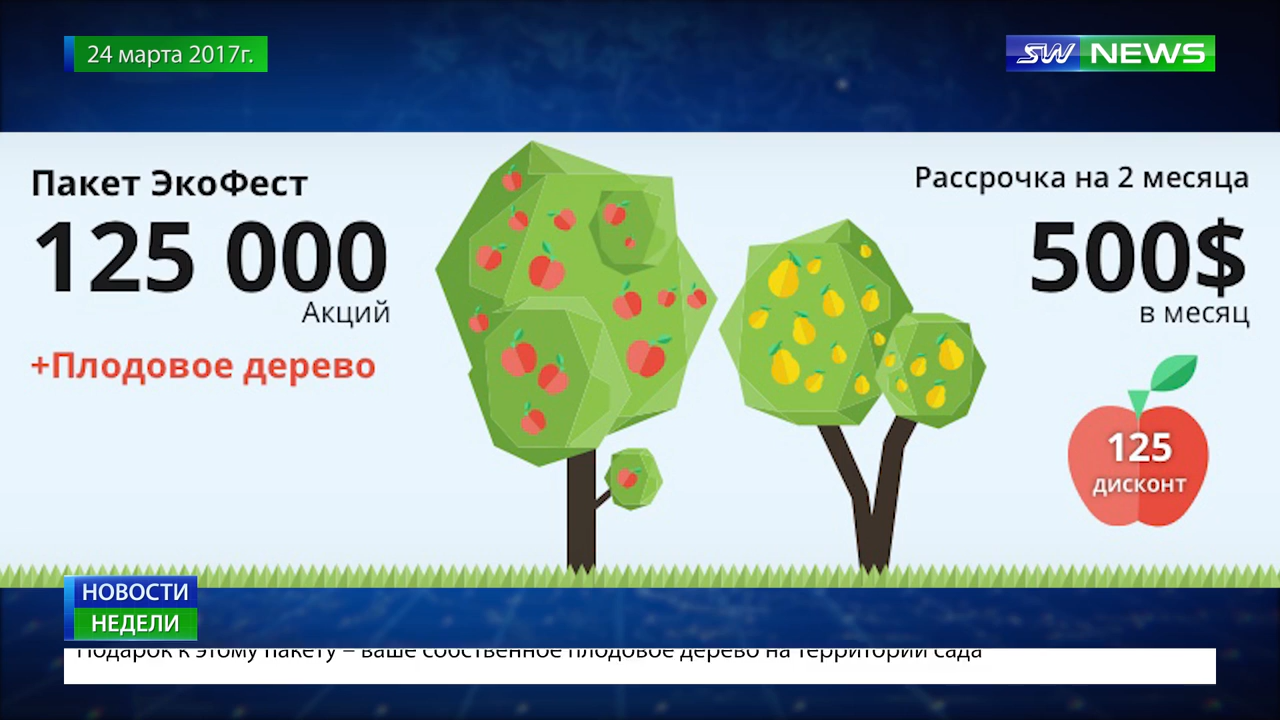 24 марта 2017г.
SW NEWS
Пакет ЭкоФест
125 000
Акций
+Плодовое дерево
Рассрочка на 2 месяца
500$
в месяц
125
дисконт
НОВОСТИ
НЕДЕЛИ
Подарок к этому пакету – ваше собственное плодовое дерево на территории сада